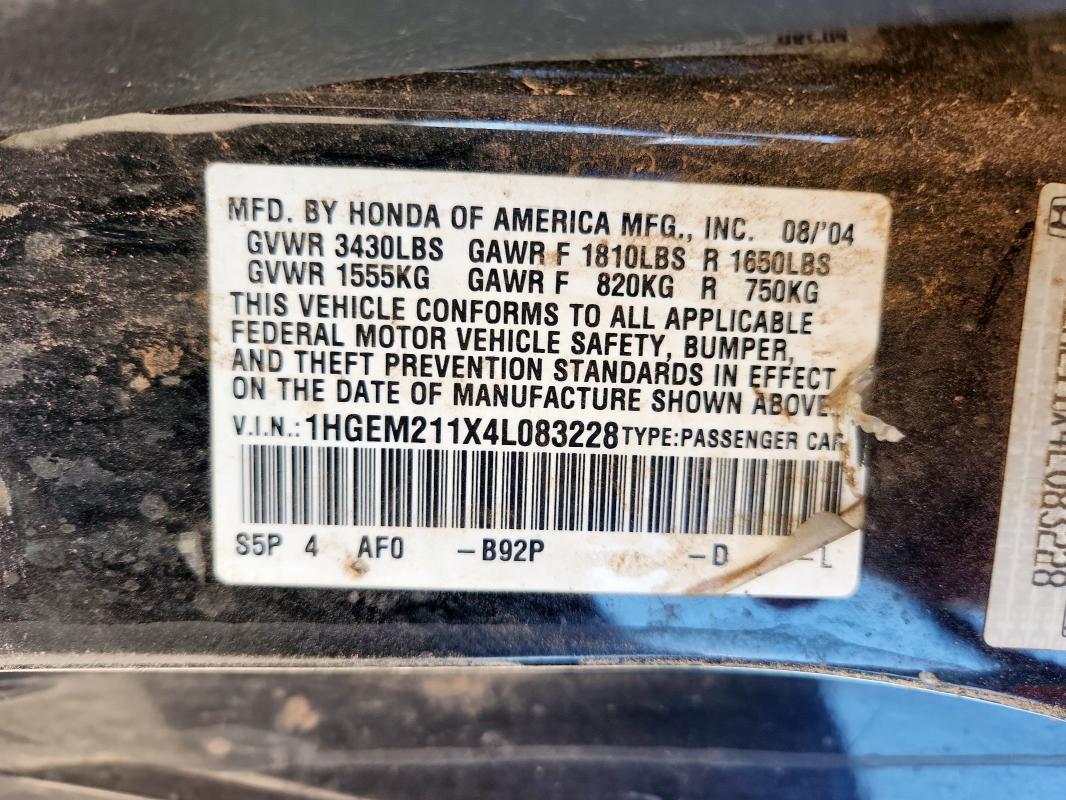 MFD. BY HONDA OF AMERICA MFG., INC. 08/'04
GVWR 3430LBS GAWR F 1810LBS R 1650LBS
GVWR 1555KG GAWR F 820KG R 750KG
THIS VEHICLE CONFORMS TO ALL APPLICABLE
FEDERAL MOTOR VEHICLE SAFETY, BUMPER,
AND THEFT PREVENTION STANDARDS IN EFFECT
ON THE DATE OF MANUFACTURE SHOWN ABOVE.
V.I.N.: 1HGEM211X4L083228 TYPE:PASSENGER CAR
S5P 4 AF0 -B92P -D -L